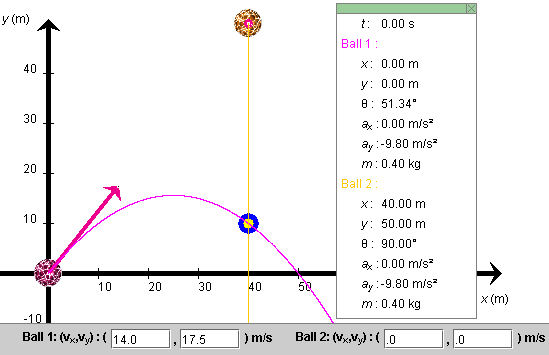 y (m)
40
30
20
10
-10
10
20
30
40
50
x (m)
t : 0.00 s
Ball 1 :
x : 0.00 m
y : 0.00 m
θ : 51.34°
ax : 0.00 m/s²
ay : -9.80 m/s²
m : 0.40 kg
Ball 2 :
x : 40.00 m
y : 50.00 m
θ : 90.00°
ax : 0.00 m/s²
ay : -9.80 m/s²
m : 0.40 kg
Ball 1: (vx,vy) : ( 14.0 , 17.5 ) m/s Ball 2: (vx,vy) : ( .0 , .0 ) m/s